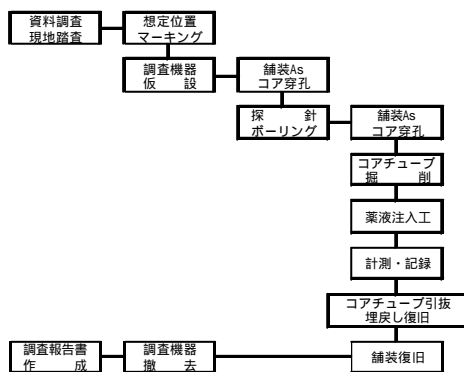 資料調査
現地踏査
想定位置
マーキング
調査機器
仮　　設
舗装As
コア穿孔
探　　針
ボーリング
舗装As
コア穿孔
コアチューブ
掘　　削
薬液注入工
計測・記録
コアチューブ引抜
埋戻し復旧
舗装復旧
調査機器
撤　　去
調査報告書
作　　成